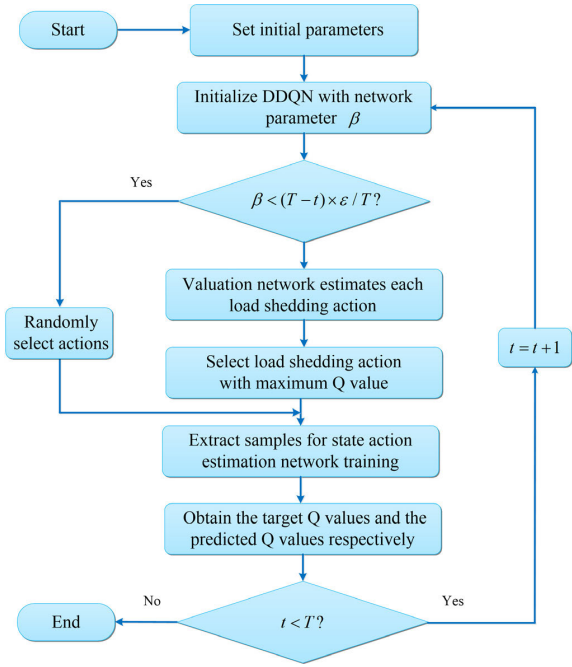 Start
Set initial parameters
Initialize DDQN with network
parameter β
Yes
β < (T − t) × ε / T?
Valuation network estimates each
load shedding action
Randomly
select actions
t = t + 1
Select load shedding action
with maximum Q value
Extract samples for state action
estimation network training
Obtain the target Q values and the
predicted Q values respectively
No
Yes
End
t < T?